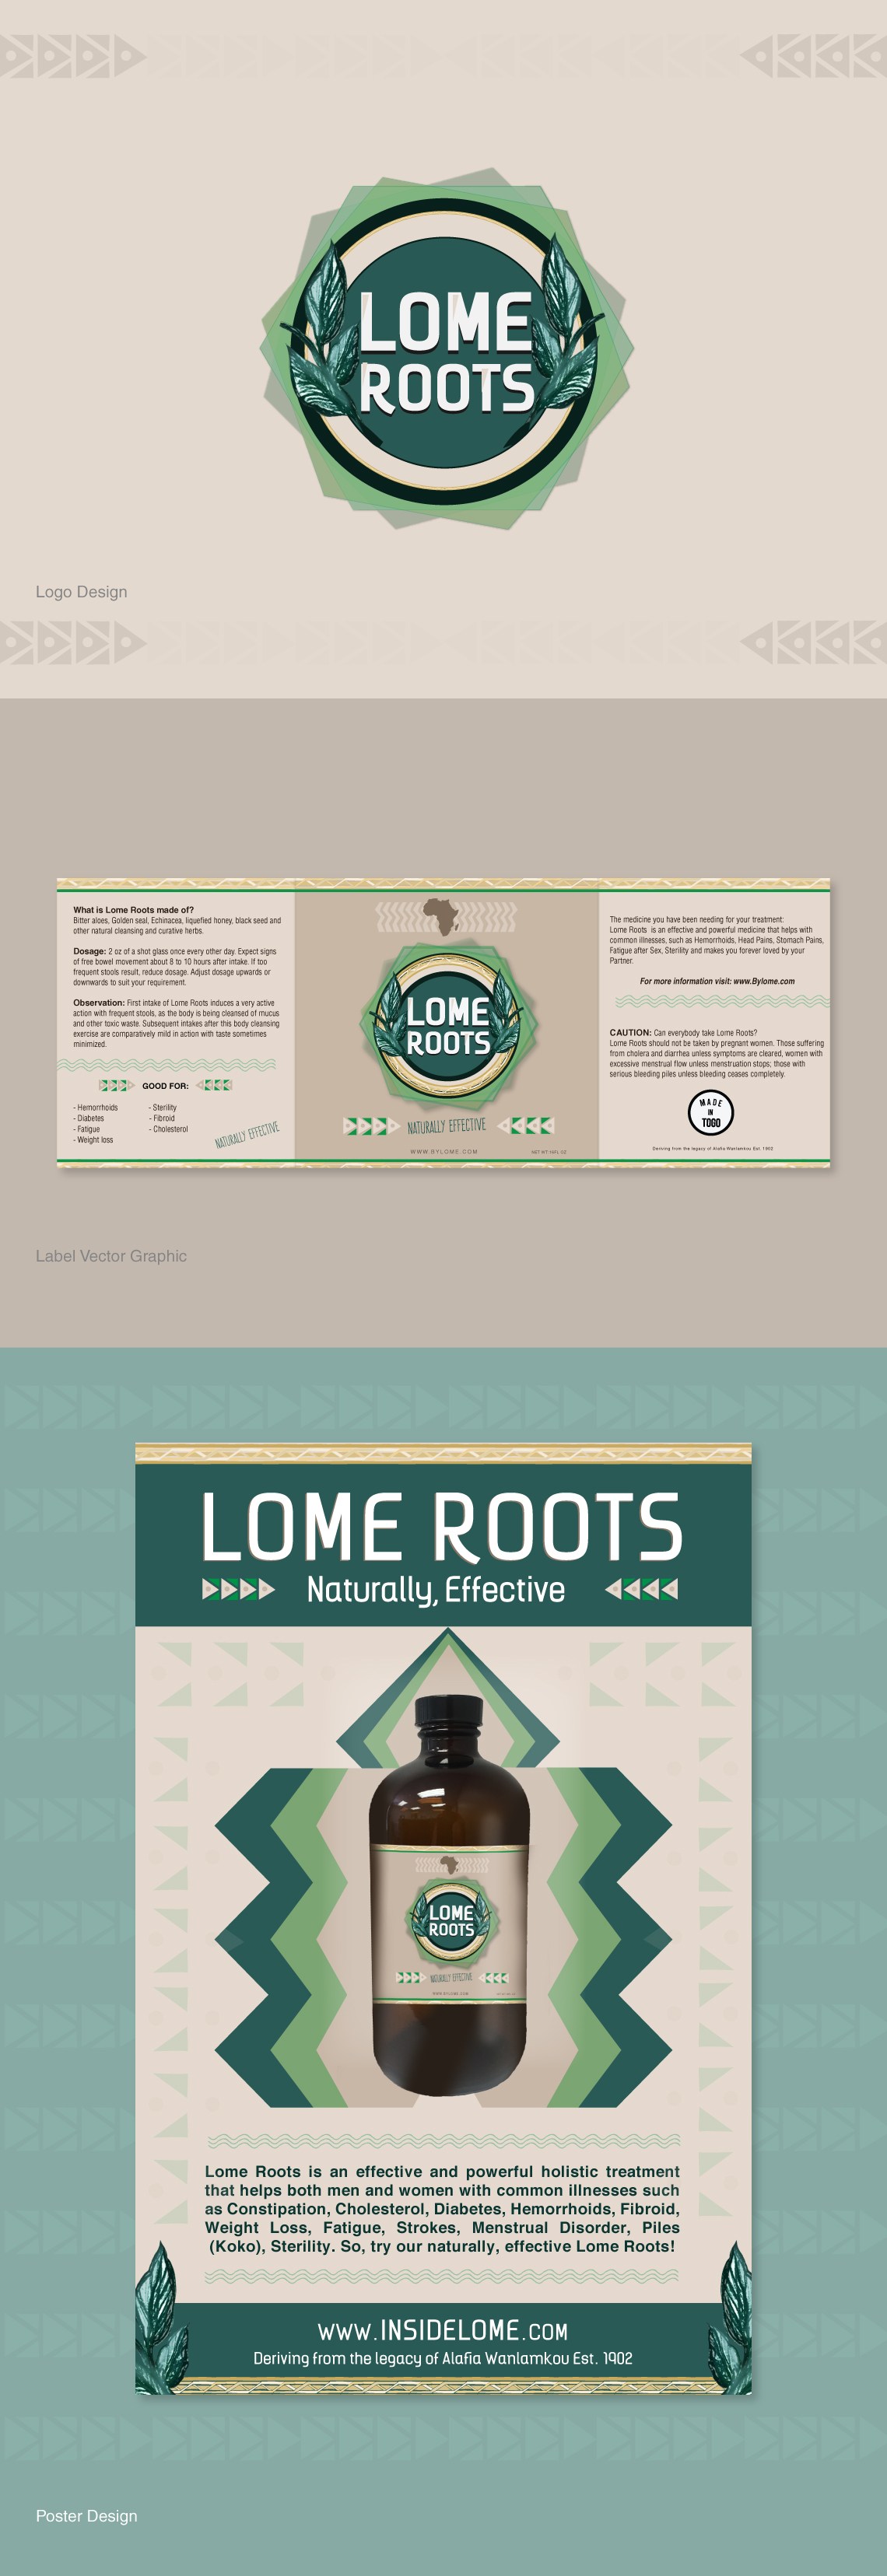 LOME
ROOTS
Logo Design
What is Lome Roots made of?
Bitter aloes, Golden seal, Echinacea, liquefied honey, black seed and
other natural cleansing and curative herbs.
Dosage: 2 oz of a shot glass once every other day. Expect signs
of free bowel movement about 8 to 10 hours after intake. If too
frequent stools result, reduce dosage. Adjust dosage upwards or
downwards to suit your requirement.
Observation: First intake of Lome Roots induces a very active
action with frequent stools, as the body is being cleansed of mucus
and other toxic waste. Subsequent intakes after this body cleansing
exercise are comparatively mild in action with taste sometimes
minimized.
GOOD FOR:
- Hemorrhoids
- Diabetes
- Fatigue
- Weight loss
- Sterility
- Fibroid
- Cholesterol
NATURALLY EFFECTIVE
LOME
ROOTS
NATURALLY EFFECTIVE
WWW.BYLOME.COM
NET WT 16FL OZ
The medicine you have been needing for your treatment:
Lome Roots is an effective and powerful medicine that helps with
common illnesses, such as Hemorrhoids, Head Pains, Stomach Pains,
Fatigue after Sex, Sterility and makes you forever loved by your
Partner.
For more information visit: www.Bylome.com
CAUTION: Can everybody take Lome Roots?
Lome Roots should not be taken by pregnant women. Those suffering
from cholera and diarrhea unless symptoms are cleared, women with
excessive menstrual flow unless menstruation stops; those with
serious bleeding piles unless bleeding ceases completely.
MADE
IN
TOGO
Deriving from the legacy of Alafia Wanlamkou Est. 1902
Label Vector Graphic
LOME ROOTS
Naturally, Effective
LOME
ROOTS
NATURALLY EFFECTIVE
WWW.BYLOME.COM
Lome Roots is an effective and powerful holistic treatment
that helps both men and women with common illnesses such
as Constipation, Cholesterol, Diabetes, Hemorrhoids, Fibroid,
Weight Loss, Fatigue, Strokes, Menstrual Disorder, Piles
(Koko), Sterility. So, try our naturally, effective Lome Roots!
www.INSIDELOME.COM
Deriving from the legacy of Alafia Wanlamkou Est. 1902
Poster Design